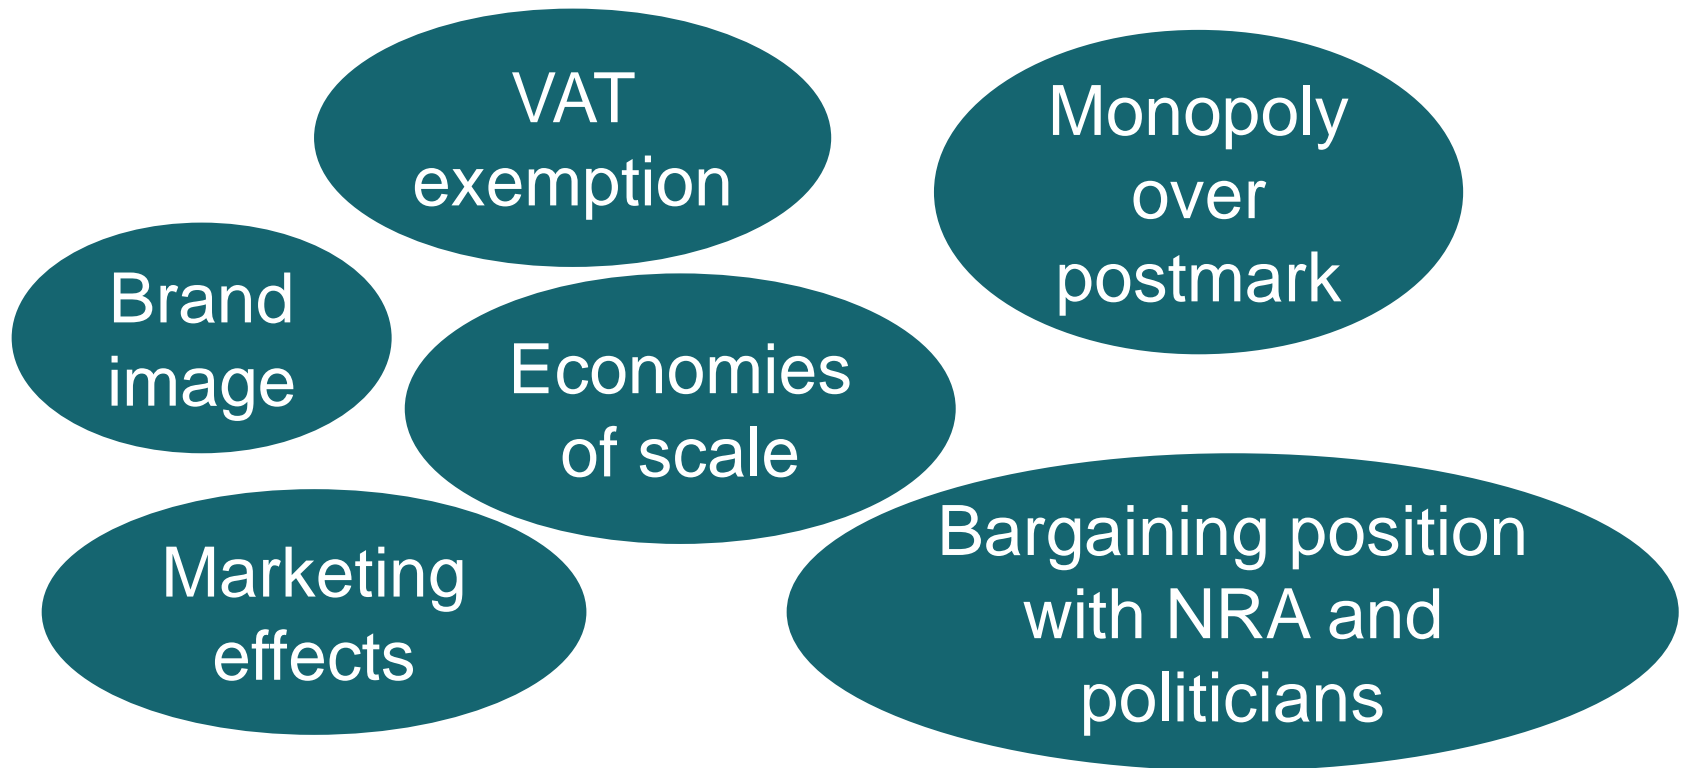 VAT
exemption
Monopoly
over
postmark
Brand
image
Economies
of scale
Marketing
effects
Bargaining position
with NRA and
politicians